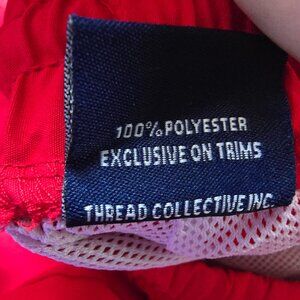 100% POLYESTER
EXCLUSIVE ON TRIMS
THREAD COLLECTIVE INC.